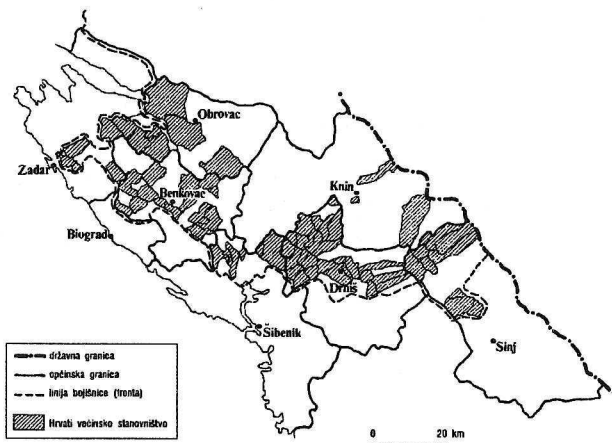 Obrovac
Zadar
Benkovac
Knin
Biograd
Drniš
Šibenik
Sinj
državna granica
općinska granica
linija bojišnice (fronta)
Hrvati većinsko stanovništvo
0 20 km